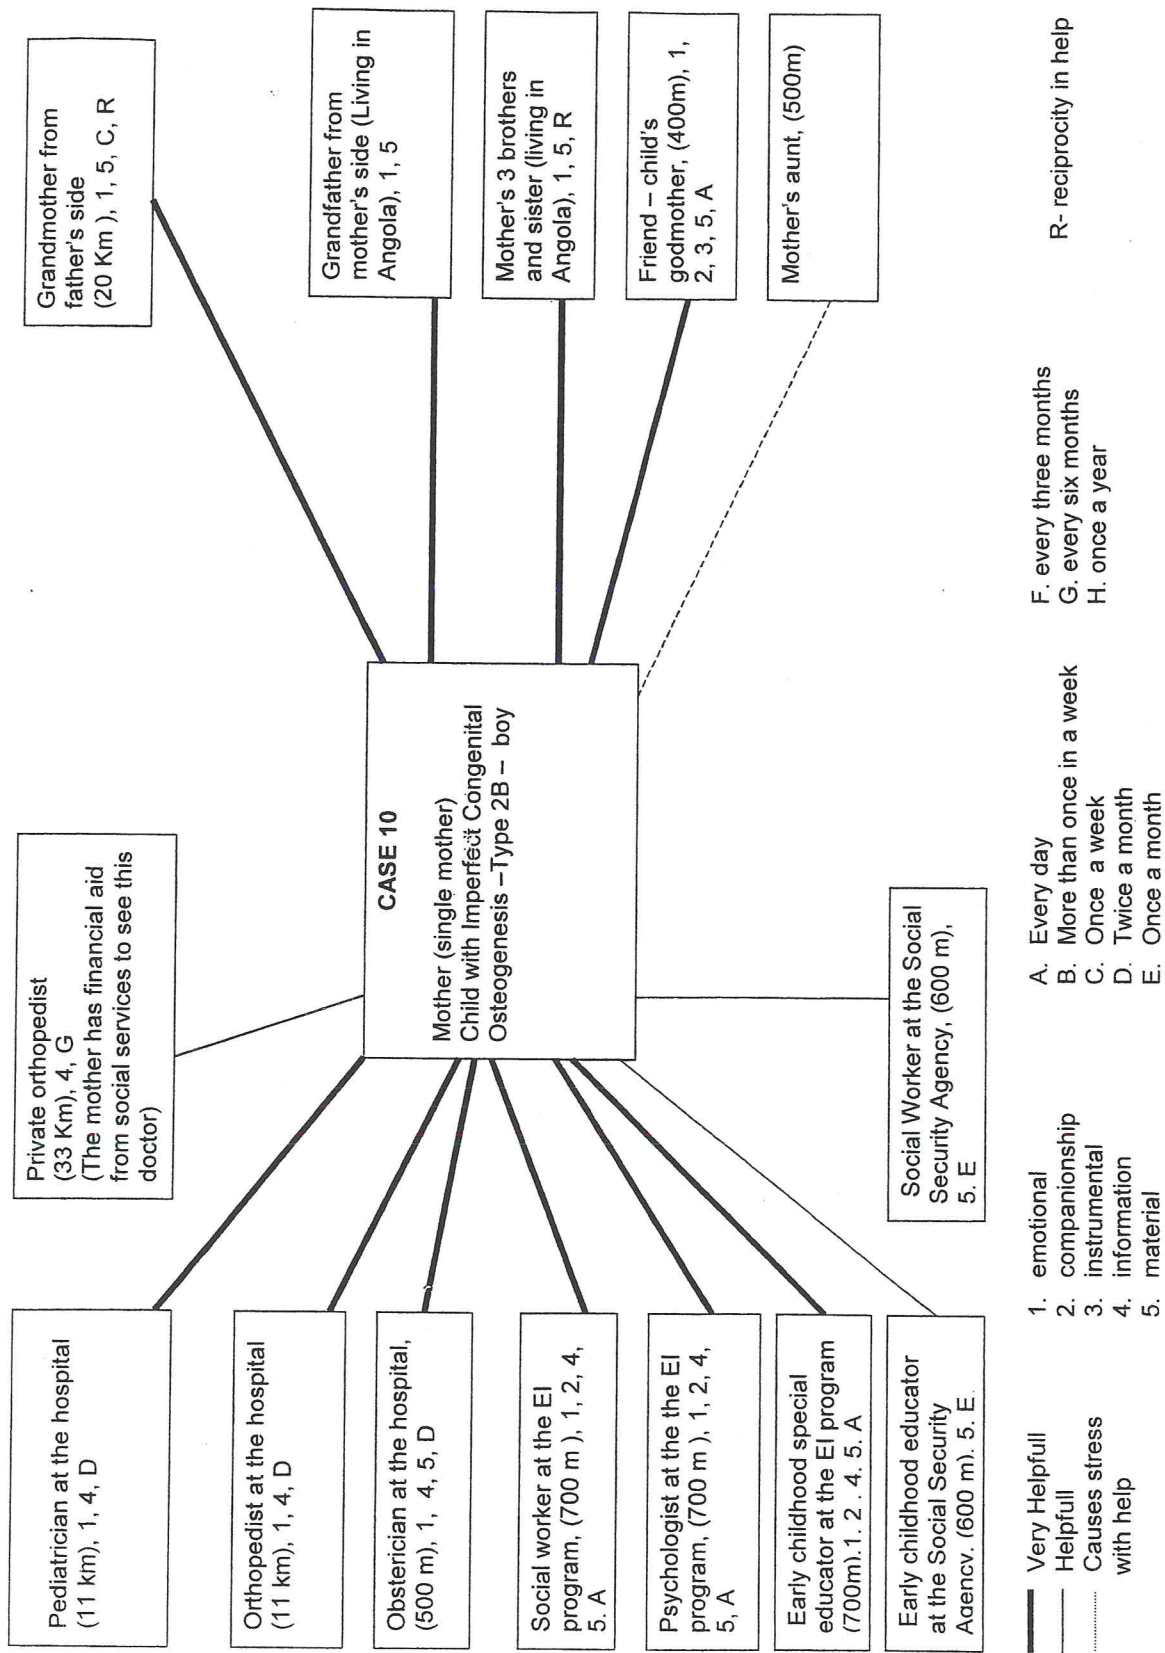 Pediatrician at the hospital
(11 km), 1, 4, D
Orthopedist at the hospital
(11 km), 1, 4, D
Obsterician at the hospital,
(500 m), 1, 4, 5, D
Social worker at the EI
program, (700 m ), 1, 2, 4,
5. A
Psychologist at the the EI
program, (700 m ), 1, 2, 4,
5, A
Early childhood special
educator at the EI program
(700m).1. 2 . 4. 5. A
Early childhood educator
at the Social Security
Agency. (600 m). 5. E.
Private orthopedist
(33 Km), 4, G
(The mother has financial aid
from social services to see this
doctor)
CASE 10
Mother (single mother)
Child with Imperfect Congenital
Osteogenesis –Type 2B – boy
Social Worker at the Social
Security Agency, (600 m),
5. E
Grandmother from
father's side
(20 Km ), 1, 5, C, R
Grandfather from
mother's side (Living in
Angola), 1, 5
Mother's 3 brothers
and sister (living in
Angola), 1, 5, R
Friend – child's
godmother, (400m), 1,
2, 3, 5, A
Mother's aunt, (500m)
Very Helpfull
Helpfull
Causes stress
with help
1. emotional
2. companionship
3. instrumental
4. information
5. material
A. Every day
B. More than once in a week
C. Once a week
D. Twice a month
E. Once a month
F. every three months
G. every six months
H. once a year
R- reciprocity in help